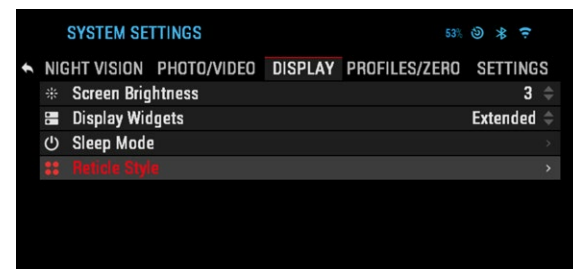 SYSTEM SETTINGS 53%
NIGHT VISION PHOTO/VIDEO DISPLAY PROFILES/ZERO SETTINGS
Screen Brightness 3
Display Widgets Extended
Sleep Mode
Reticle Style